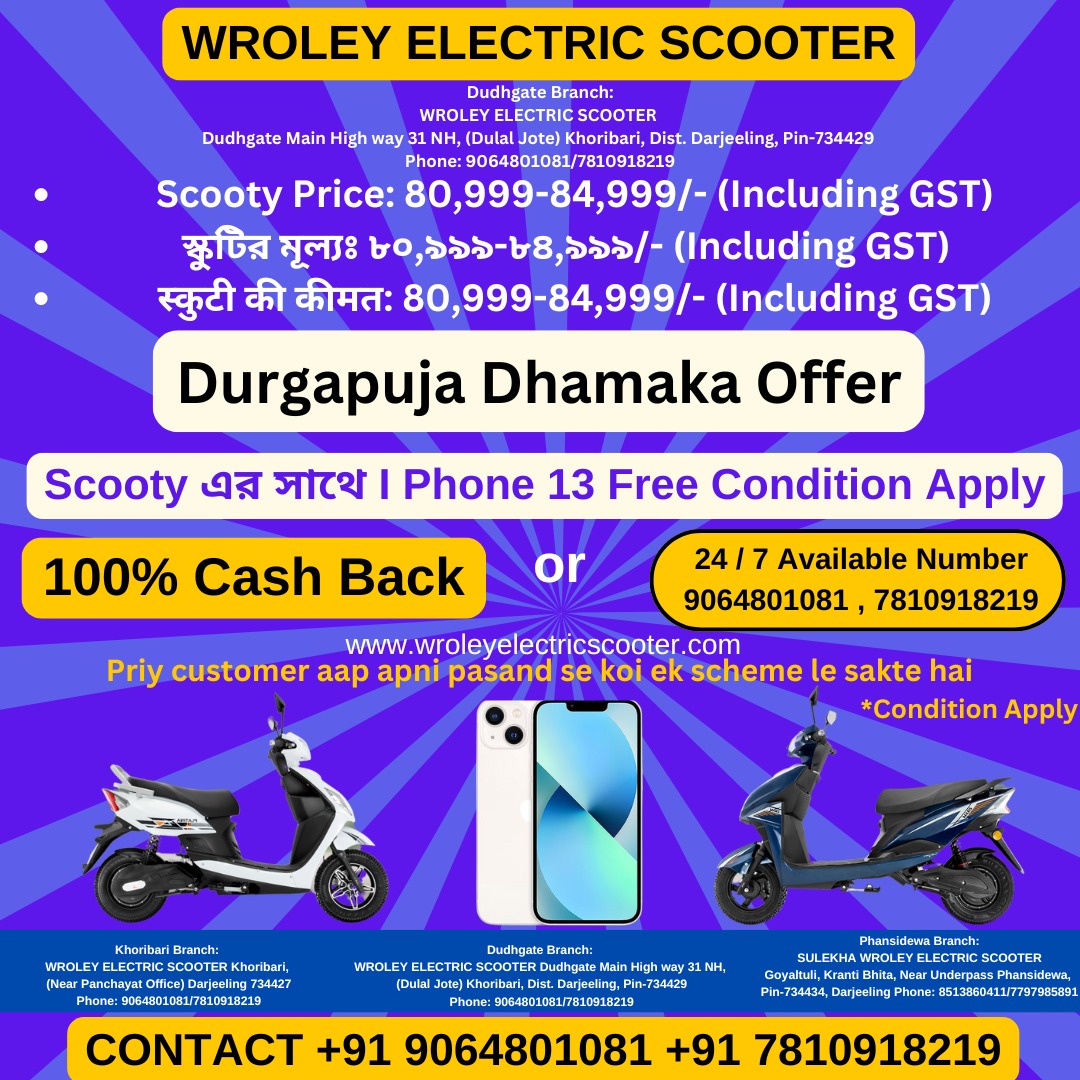 WROLEY ELECTRIC SCOOTER
Dudhgate Branch:
WROLEY ELECTRIC SCOOTER
Dudhgate Main High way 31 NH, (Dulal Jote) Khoribari, Dist. Darjeeling, Pin-734429
Phone: 9064801081/7810918219
• Scooty Price: 80,999-84,999/- (Including GST)
• স্কুটির মূল্যঃ ৮০,৯৯৯-৮৪,৯৯৯/- (Including GST)
• स्कुटी की कीमत: 80,999-84,999/- (Including GST)
Durgapuja Dhamaka Offer
Scooty এর সাথে I Phone 13 Free Condition Apply
100% Cash Back
or
24 / 7 Available Number
9064801081 , 7810918219
www.wroleyelectricscooter.com
Priy customer aap apni pasand se koi ek scheme le sakte hai
*Condition Apply
Khoribari Branch:
WROLEY ELECTRIC SCOOTER Khoribari,
(Near Panchayat Office) Darjeeling 734427
Phone: 9064801081/7810918219
Dudhgate Branch:
WROLEY ELECTRIC SCOOTER Dudhgate Main High way 31 NH,
(Dulal Jote) Khoribari, Dist. Darjeeling, Pin-734429
Phone: 9064801081/7810918219
Phansidewa Branch:
SULEKHA WROLEY ELECTRIC SCOOTER
Goyaltuli, Kranti Bhita, Near Underpass Phansidewa,
Pin-734434, Darjeeling Phone: 8513860411/7797985891
CONTACT +91 9064801081 +91 7810918219